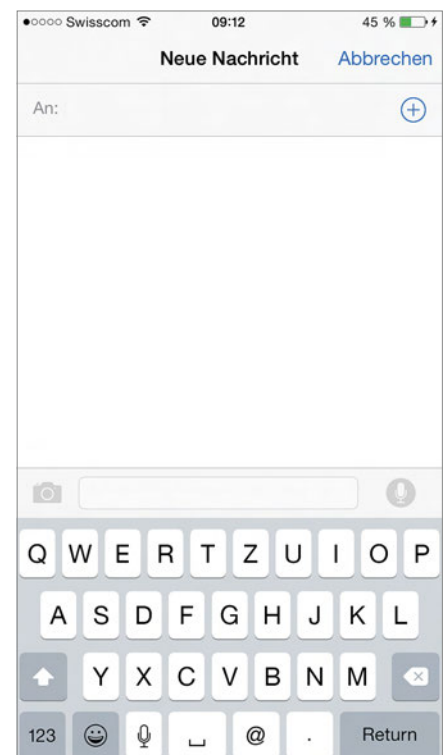 Swisscom 09:12 45 %
Neue Nachricht Abbrechen
An:
Q W E R T Z U I O P
A S D F G H J K L
Y X C V B N M
123 @ . Return